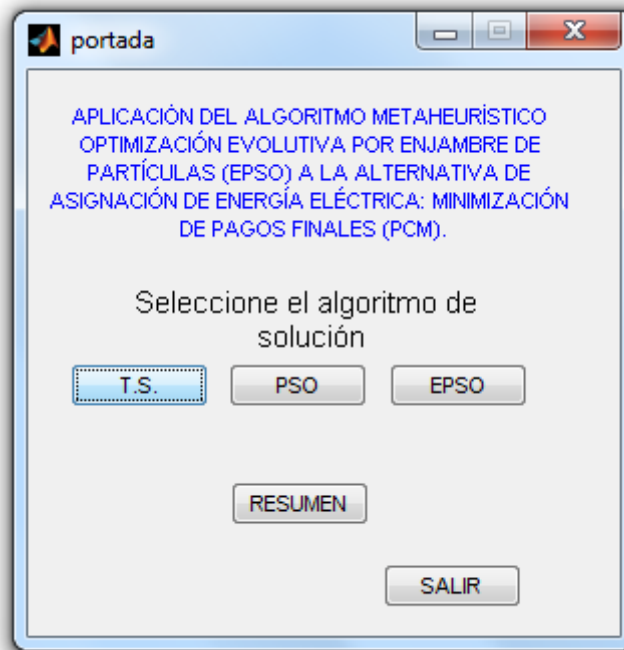 portada
APLICACIÓN DEL ALGORITMO METAHEURÍSTICO
OPTIMIZACIÓN EVOLUTIVA POR ENJAMBRE DE
PARTÍCULAS (EPSO) A LA ALTERNATIVA DE
ASIGNACIÓN DE ENERGÍA ELÉCTRICA: MINIMIZACIÓN
DE PAGOS FINALES (PCM).
Seleccione el algoritmo de
solución
T.S. PSO EPSO
RESUMEN
SALIR